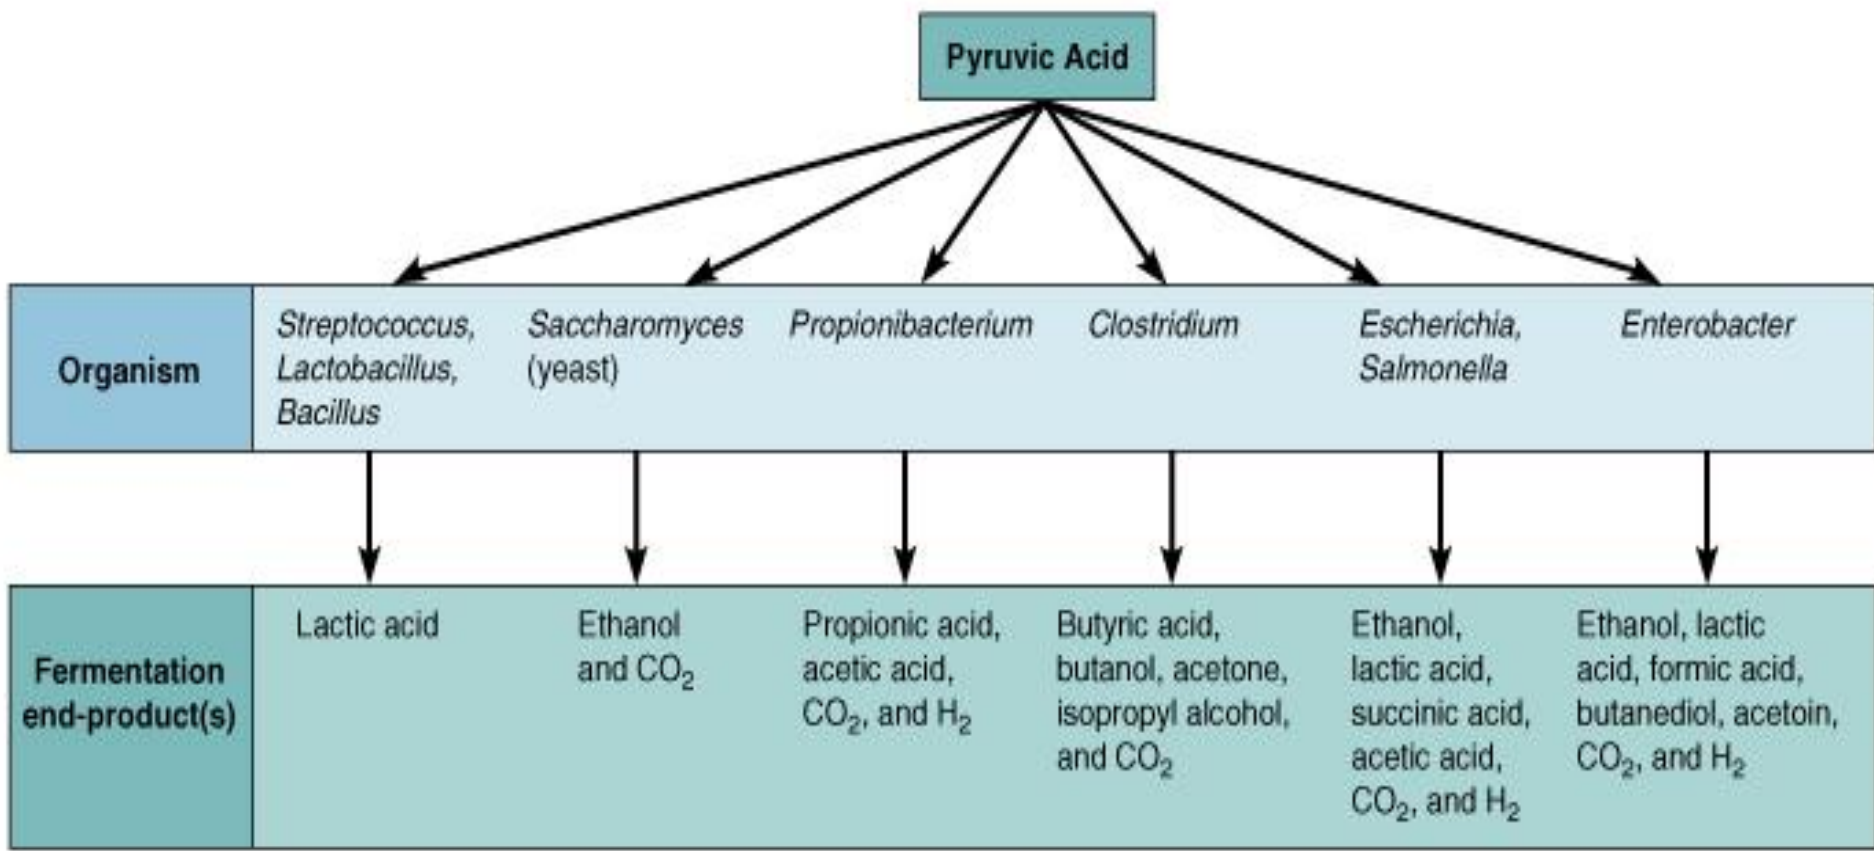 Pyruvic Acid
Organism
Streptococcus,
Lactobacillus,
Bacillus
Saccharomyces
(yeast)
Propionibacterium
Clostridium
Escherichia,
Salmonella
Enterobacter
Fermentation
end-product(s)
Lactic acid
Ethanol
and CO₂
Propionic acid,
acetic acid,
CO₂, and H₂
Butyric acid,
butanol, acetone,
isopropyl alcohol,
and CO₂
Ethanol,
lactic acid,
succinic acid,
acetic acid,
CO₂, and H₂
Ethanol, lactic
acid, formic acid,
butanediol, acetoin,
CO₂, and H₂